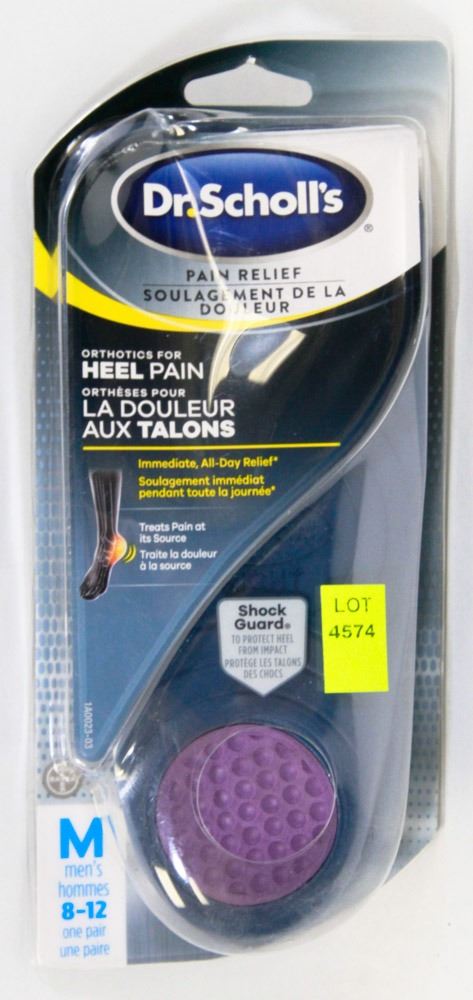 Dr.Scholl's
®
PAIN RELIEF
SOULAGEMENT DE LA
DOULEUR
ORTHOTICS FOR
HEEL PAIN
ORTHÈSES POUR
LA DOULEUR
AUX TALONS
Immediate, All-Day Relief*
Soulagement immédiat
pendant toute la journée*
Treats Pain at
its Source
Traite la douleur
à la source
Shock
Guard®
TO PROTECT HEEL
FROM IMPACT
PROTÈGE LES TALONS
DES CHOCS
LOT
4574
1A0023-03
M
men's
hommes
8-12
one pair
une paire